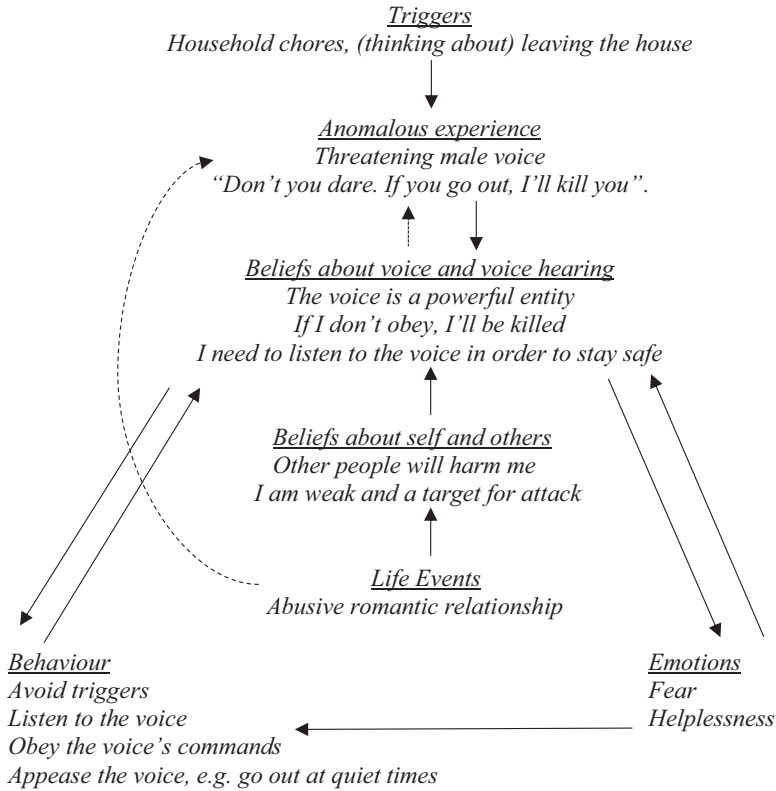 Triggers
Household chores, (thinking about) leaving the house
Anomalous experience
Threatening male voice
“Don’t you dare. If you go out, I’ll kill you”.
Beliefs about voice and voice hearing
The voice is a powerful entity
If I don’t obey, I’ll be killed
I need to listen to the voice in order to stay safe
Beliefs about self and others
Other people will harm me
I am weak and a target for attack
Life Events
Abusive romantic relationship
Behaviour
Avoid triggers
Listen to the voice
Obey the voice’s commands
Appease the voice, e.g. go out at quiet times
Emotions
Fear
Helplessness